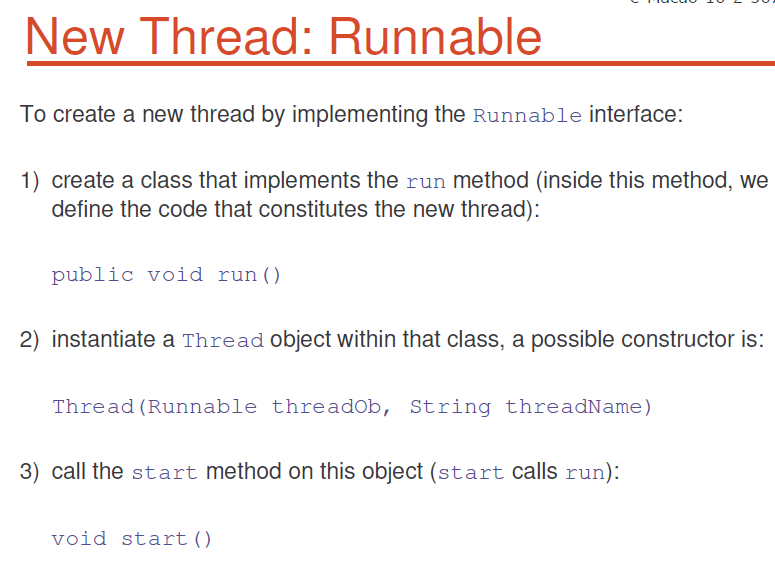 New Thread: Runnable
To create a new thread by implementing the Runnable interface:
1) create a class that implements the run method (inside this method, we
define the code that constitutes the new thread):
public void run()
2) instantiate a Thread object within that class, a possible constructor is:
Thread(Runnable threadOb, String threadName)
3) call the start method on this object (start calls run):
void start()